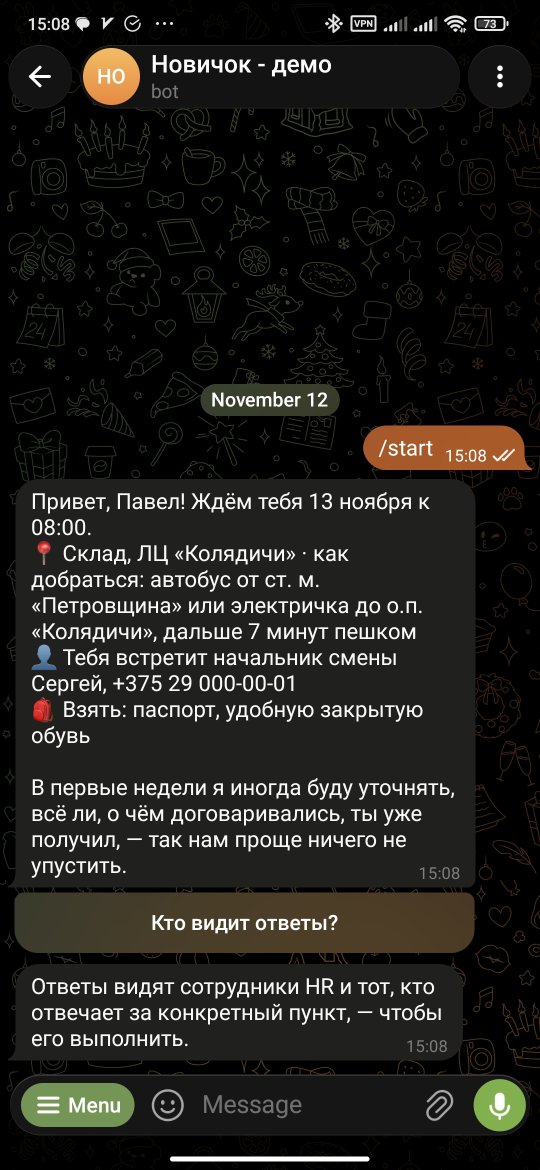 15:08
VPN
73
НО
Новичок - демо
bot
24
24
November 12
/start 15:08
Привет, Павел! Ждём тебя 13 ноября к
08:00.
📍 Склад, ЛЦ «Колядичи» · как
добраться: автобус от ст. м.
«Петровщина» или электричка до о.п.
«Колядичи», дальше 7 минут пешком
👤 Тебя встретит начальник смены
Сергей, +375 29 000-00-01
🎒 Взять: паспорт, удобную закрытую
обувь
В первые недели я иногда буду уточнять,
всё ли, о чём договаривались, ты уже
получил, — так нам проще ничего не
упустить.
15:08
Кто видит ответы?
Ответы видят сотрудники HR и тот, кто
отвечает за конкретный пункт, — чтобы
его выполнить.
15:08
Menu
Message